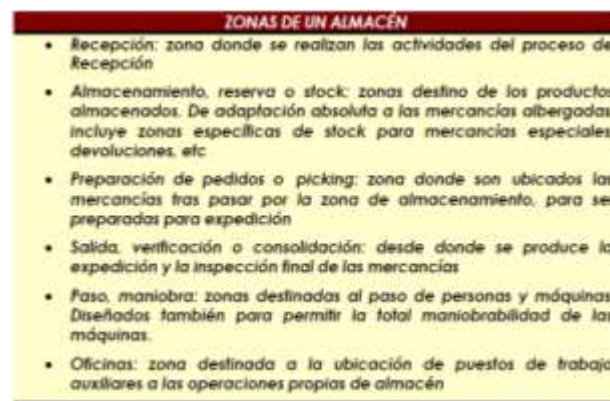 ZONAS DE UN ALMACÉN
• Recepción: zona donde se realizan las actividades del proceso de
Recepción
• Almacenamiento, reserva o stock: zonas destino de los productos
almacenados. De adaptación absoluta a las mercancías albergadas
incluye zonas específicas de stock para mercancías especiales
devoluciones, etc
• Preparación de pedidos o picking: zona donde son ubicados las
mercancías tras pasar por la zona de almacenamiento, para ser
preparadas para expedición
• Salida, verificación o consolidación: desde donde se produce la
expedición y la inspección final de las mercancías
• Paso, maniobra: zonas destinadas al paso de personas y máquinas
Diseñados también para permitir la total maniobrabilidad de las
máquinas.
• Oficinas: zona destinada a la ubicación de puestos de trabajo
auxiliares a las operaciones propias de almacén